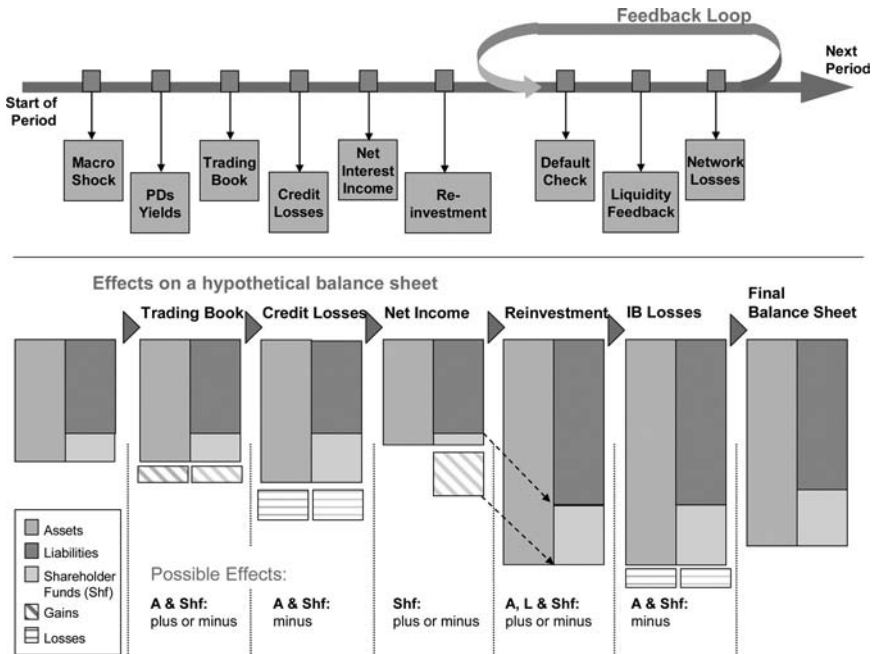 Feedback Loop
Next
Period
Start of
Period
Macro
Shock
PDs
Yields
Trading
Book
Credit
Losses
Net
Interest
Income
Re-
investment
Default
Check
Liquidity
Feedback
Network
Losses
Effects on a hypothetical balance sheet
Trading Book
Credit Losses
Net Income
Reinvestment
IB Losses
Final
Balance Sheet
Assets
Liabilities
Shareholder
Funds (Shf)
Gains
Losses
Possible Effects:
A & Shf:
plus or minus
A & Shf:
minus
Shf:
plus or minus
A, L & Shf:
plus or minus
A & Shf:
minus